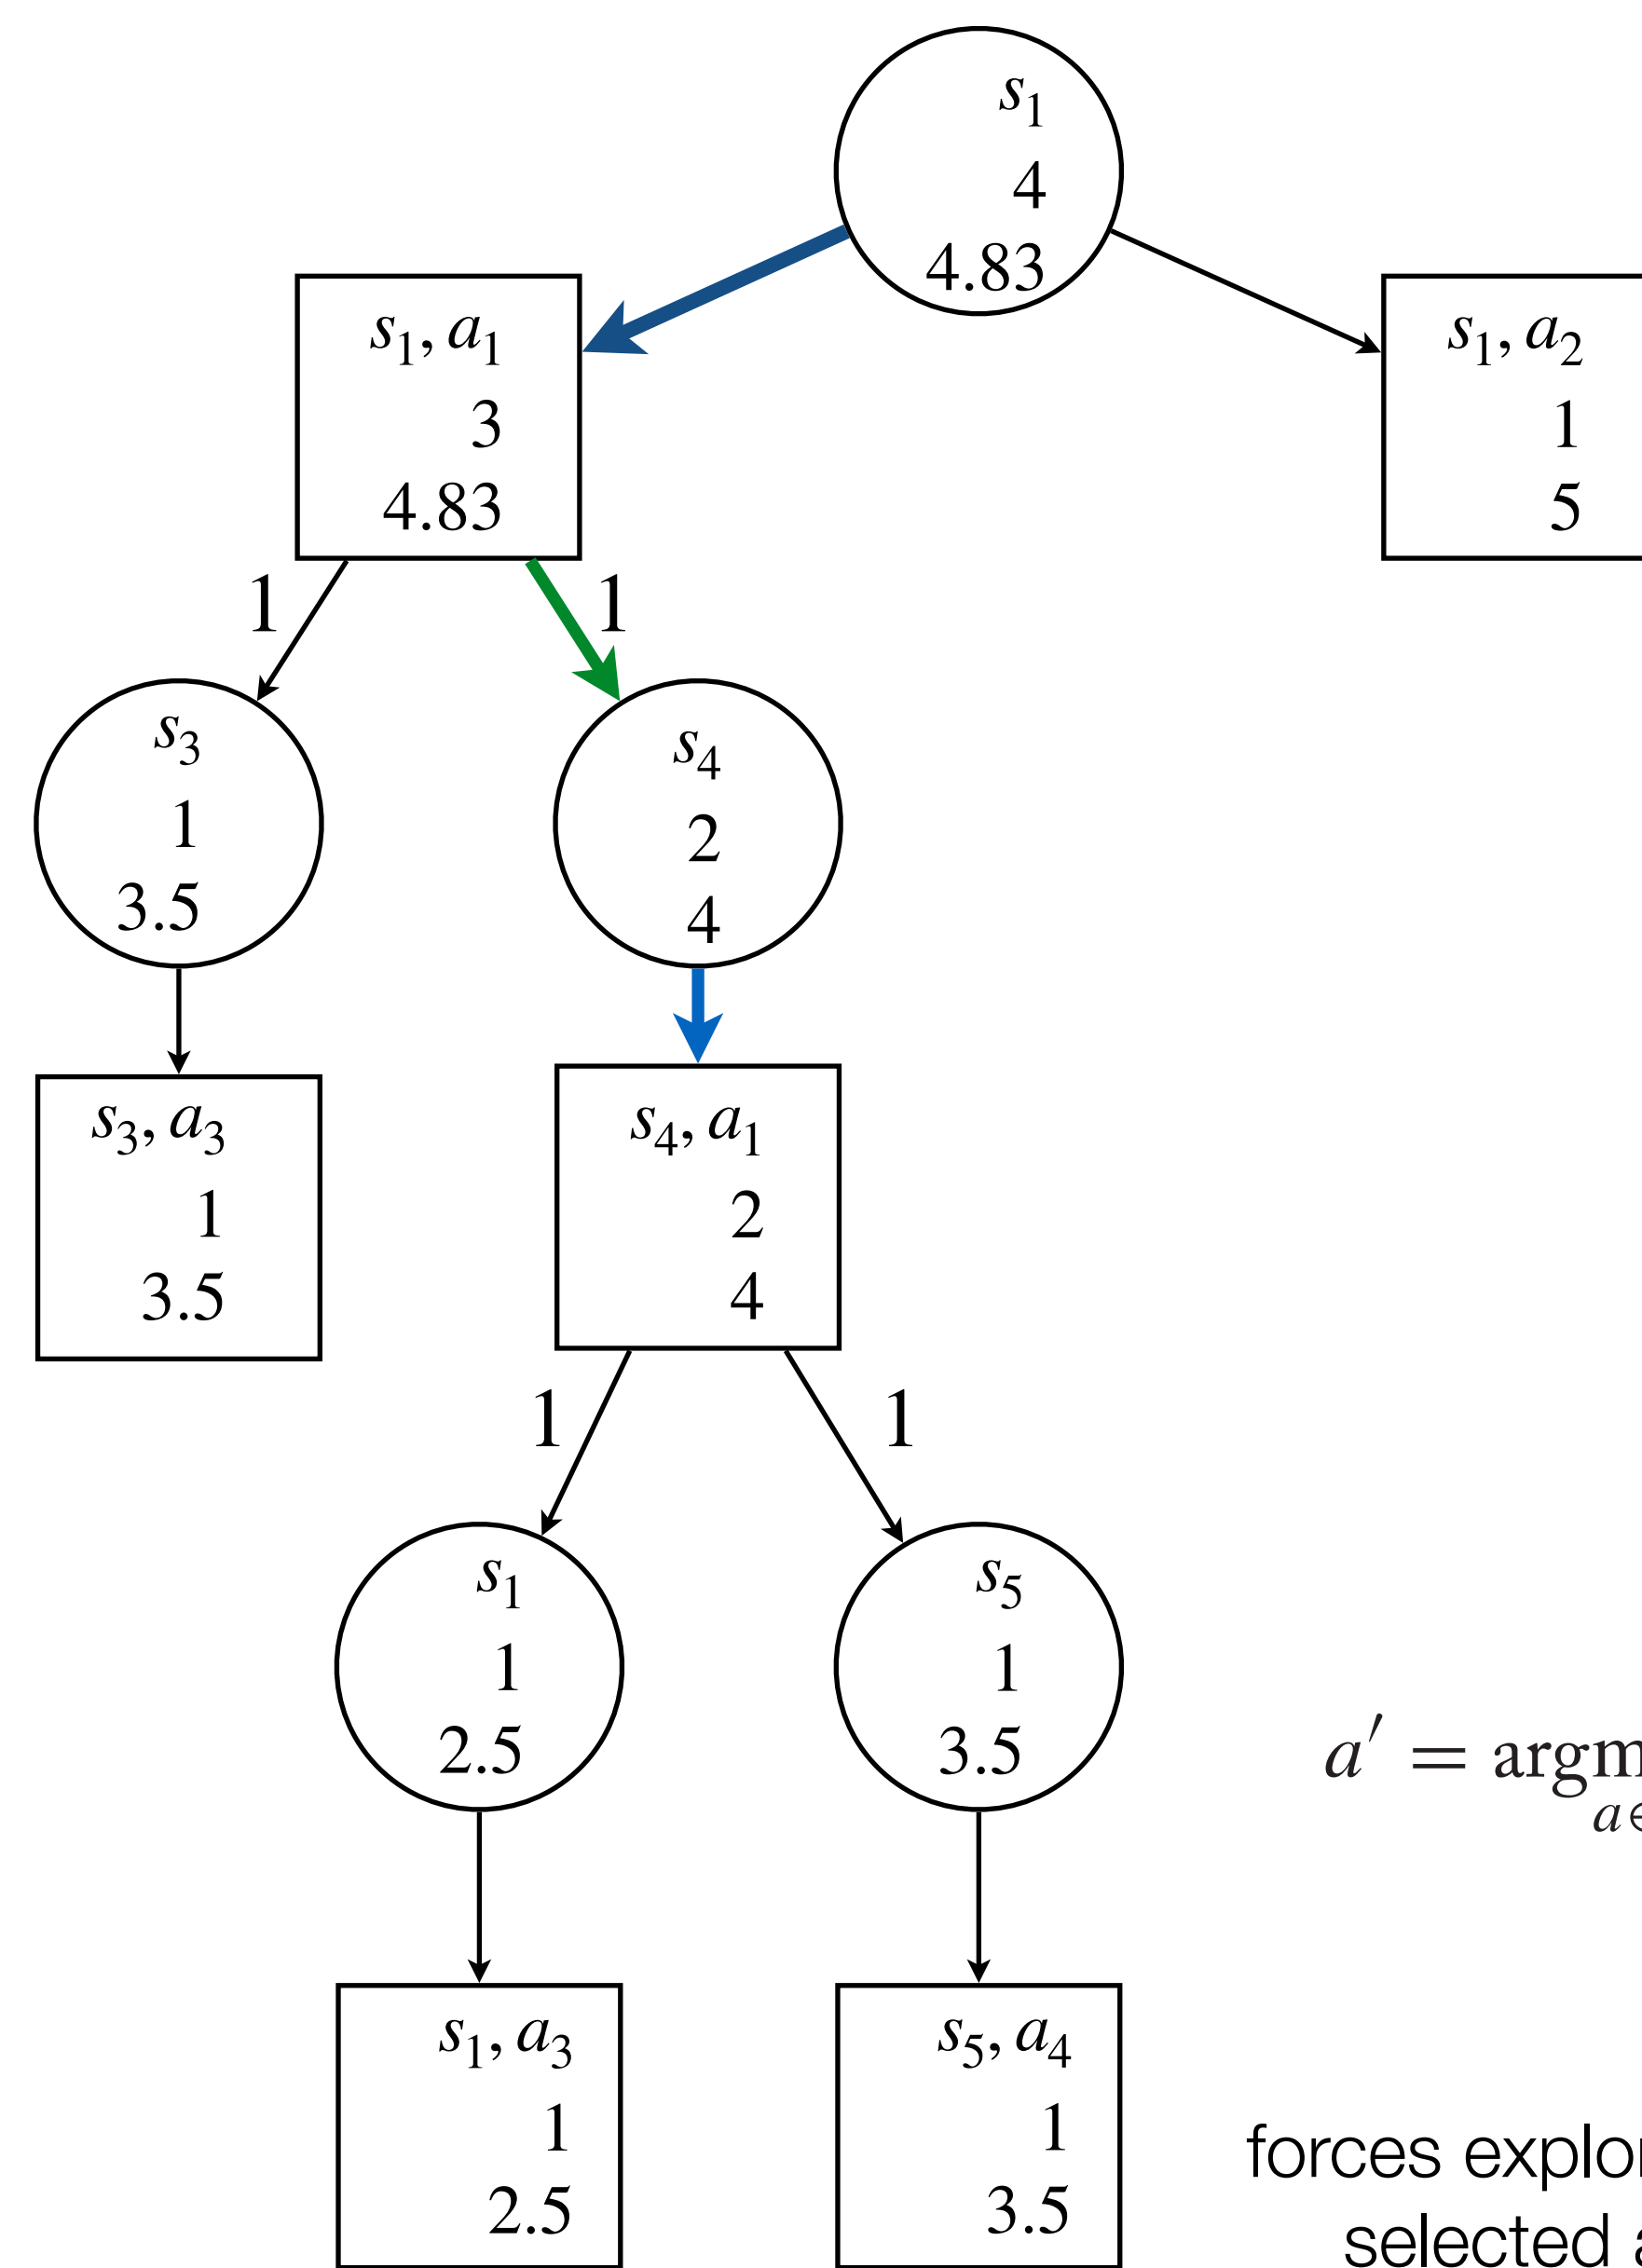 s₁
4
4.83
s₁, a₁
3
4.83
s₁, a₂
1
5
1
1
s₃
1
3.5
s₄
2
4
s₃, a₃
1
3.5
s₄, a₁
2
4
1
1
s₁
1
2.5
s₅
1
3.5
a′ =
s₁, a₃
1
2.5
s₅, a₄
1
3.5
forces
selected